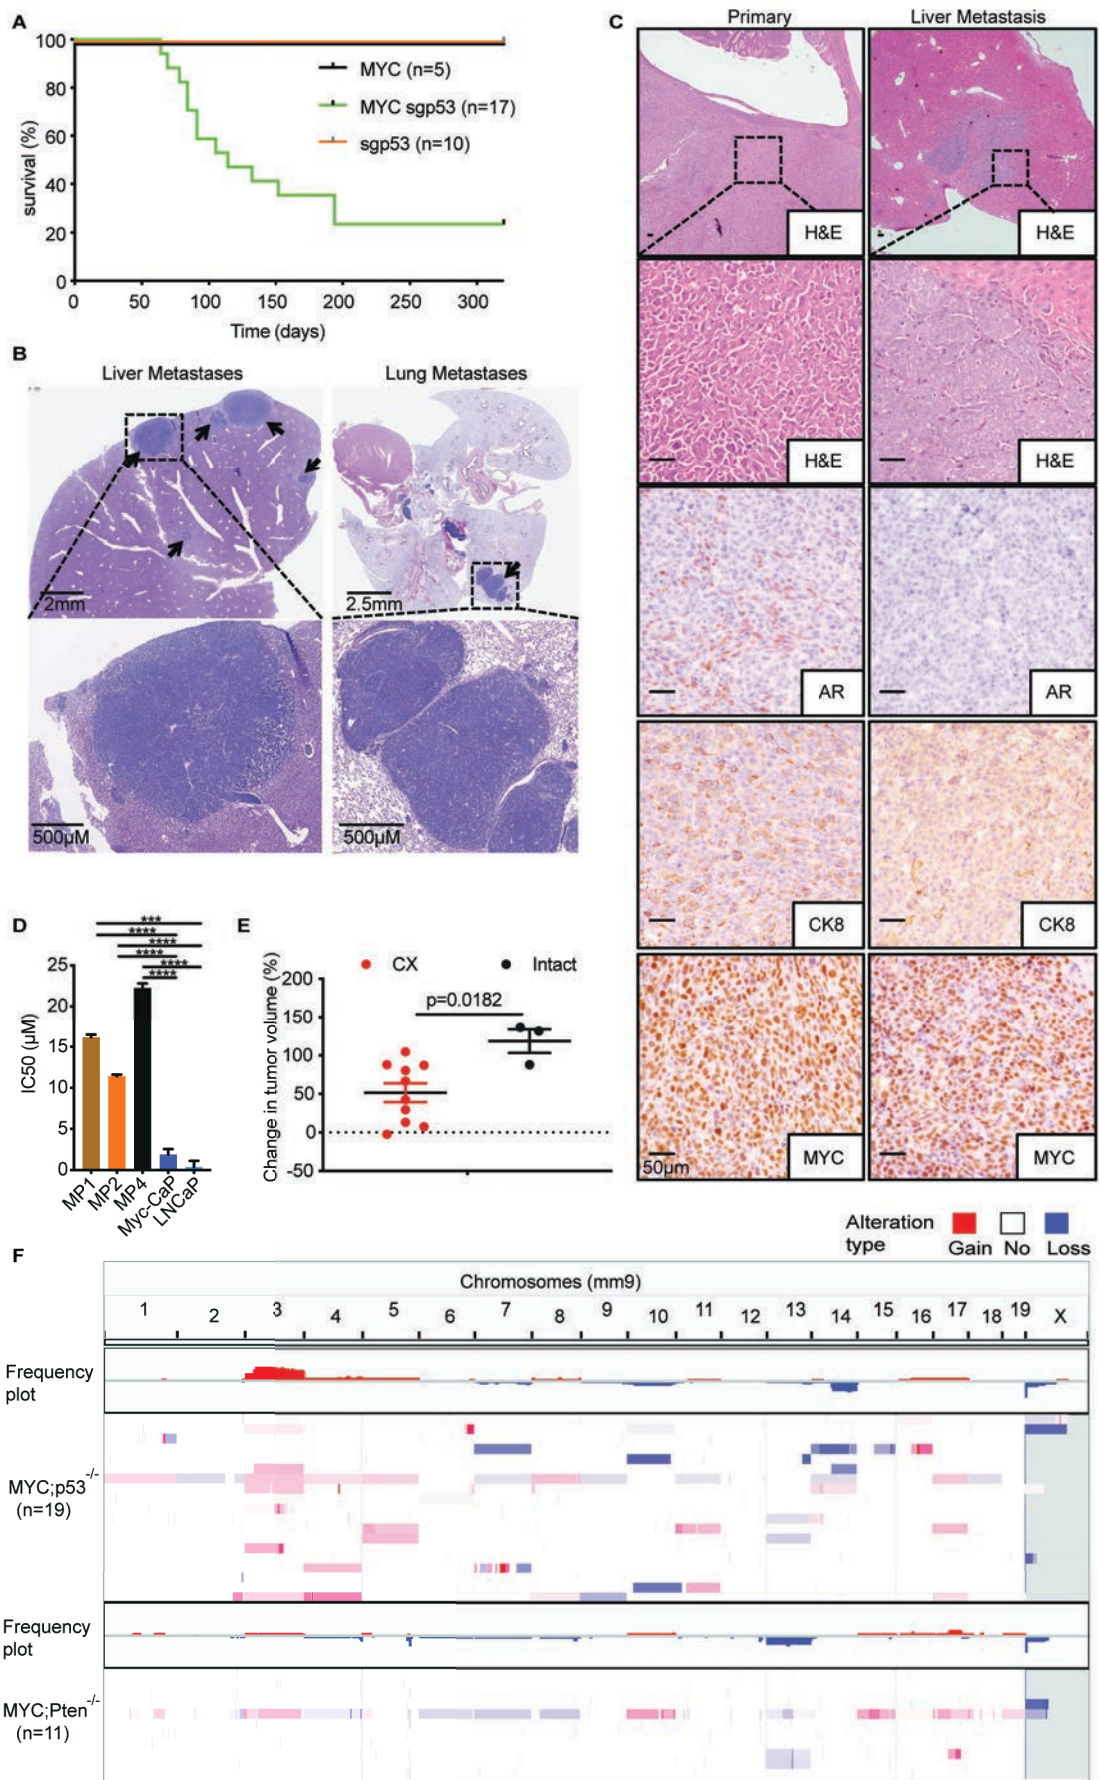 A
100
80
60
40
20
0
survival (%)
0 50 100 150 200 250 300
Time (days)
MYC (n=5)
MYC sgp53 (n=17)
sgp53 (n=10)
B
Liver Metastases
Lung Metastases
2mm
2.5mm
500μM
500μM
C
Primary
Liver Metastasis
H&E
H&E
H&E
H&E
AR
AR
CK8
CK8
50μm
MYC
MYC
D
***
****
****
****
****
****
25
20
15
10
5
0
IC50 (μM)
MP1
MP2
MP4
Myc-CaP
LNCaP
E
CX
Intact
p=0.0182
200
150
100
50
0
-50
Change in tumor volume (%)
Alteration
type
Gain No Loss
F
Chromosomes (mm9)
1 2 3 4 5 6 7 8 9 10 11 12 13 14 15 16 17 18 19 X
Frequency
plot
MYC;p53-/-
(n=19)
Frequency
plot
MYC;Pten-/-
(n=11)